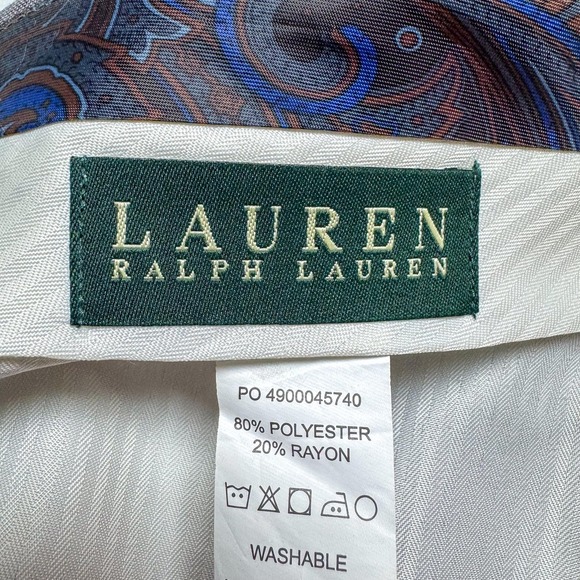 LAUREN
RALPH LAUREN
PO 4900045740
80% POLYESTER
20% RAYON
WASHABLE